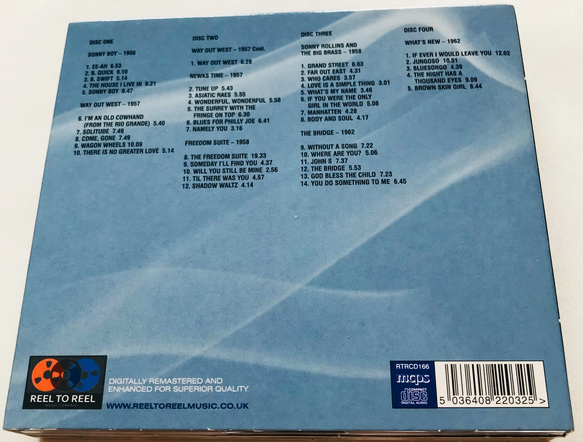 DISC ONE
SONNY BOY – 1956
1. EE-AH 6.53
2. B. QUICK 9.10
3. B. SWIFT 5.14
4. THE HOUSE I LIVE IN 9.21
5. SONNY BOY 8.47
WAY OUT WEST – 1957
6. I'M AN OLD COWHAND
(FROM THE RIO GRANDE) 5.40
7. SOLITUDE 7.49
8. COME, GONE 7.49
9. WAGON WHEELS 10.09
10. THERE IS NO GREATER LOVE 5.14
DISC TWO
WAY OUT WEST – 1957 Cont.
1. WAY OUT WEST 6.29
NEWKS TIME – 1957
2. TUNE UP 5.43
3. ASIATIC RAES 5.55
4. WONDERFUL, WONDERFUL 5.58
5. THE SURREY WITH THE
FRINGE ON TOP 6.30
6. BLUES FOR PHILLY JOE 6.41
7. NAMELY YOU 3.16
FREEDOM SUITE – 1958
8. THE FREEDOM SUITE 19.33
9. SOMEDAY I'LL FIND YOU 4.37
10. WILL YOU STILL BE MINE 2.56
11. TIL THERE WAS YOU 4.57
12. SHADOW WALTZ 4.14
DISC THREE
SONNY ROLLINS AND
THE BIG BRASS – 1958
1. GRAND STREET 6.03
2. FAR OUT EAST 4.31
3. WHO CARES 3.57
4. LOVE IS A SIMPLE THING 3.01
5. WHAT'S MY NAME 3.46
6. IF YOU WERE THE ONLY
GIRL IN THE WORLD 5.08
7. MANHATTEN 4.28
8. BODY AND SOUL 4.17
THE BRIDGE – 1962
9. WITHOUT A SONG 7.22
10. WHERE ARE YOU? 5.06
11. JOHN S 7.37
12. THE BRIDGE 5.53
13. GOD BLESS THE CHILD 7.23
14. YOU DO SOMETHING TO ME 6.45
DISC FOUR
WHAT'S NEW – 1962
1. IF EVER I WOULD LEAVE YOU 12.02
2. JUNGOSO 10.51
3. BLUESONGO 4.39
4. THE NIGHT HAS A
THOUSAND EYES 9.09
5. BROWN SKIN GIRL 6.44
REEL TO REEL
DIGITALLY REMASTERED AND
ENHANCED FOR SUPERIOR QUALITY
WWW.REELTOREELMUSIC.CO.UK
RTRCD166
mcps
COMPACT
disc
DIGITAL AUDIO
5 036408 220325 >